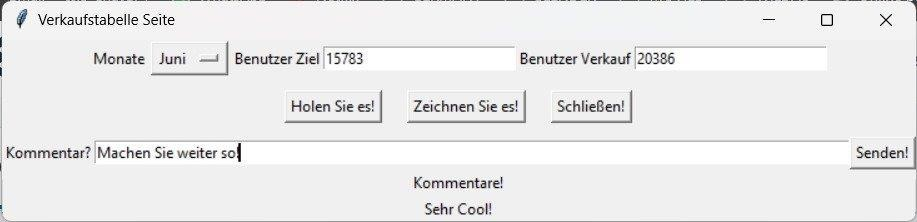 Verkaufstabelle Seite
Monate Juni Benutzer Ziel 15783 Benutzer Verkauf 20386
Holen Sie es! Zeichnen Sie es! Schließen!
Kommentar? Machen Sie weiter so! Senden!
Kommentare!
Sehr Cool!